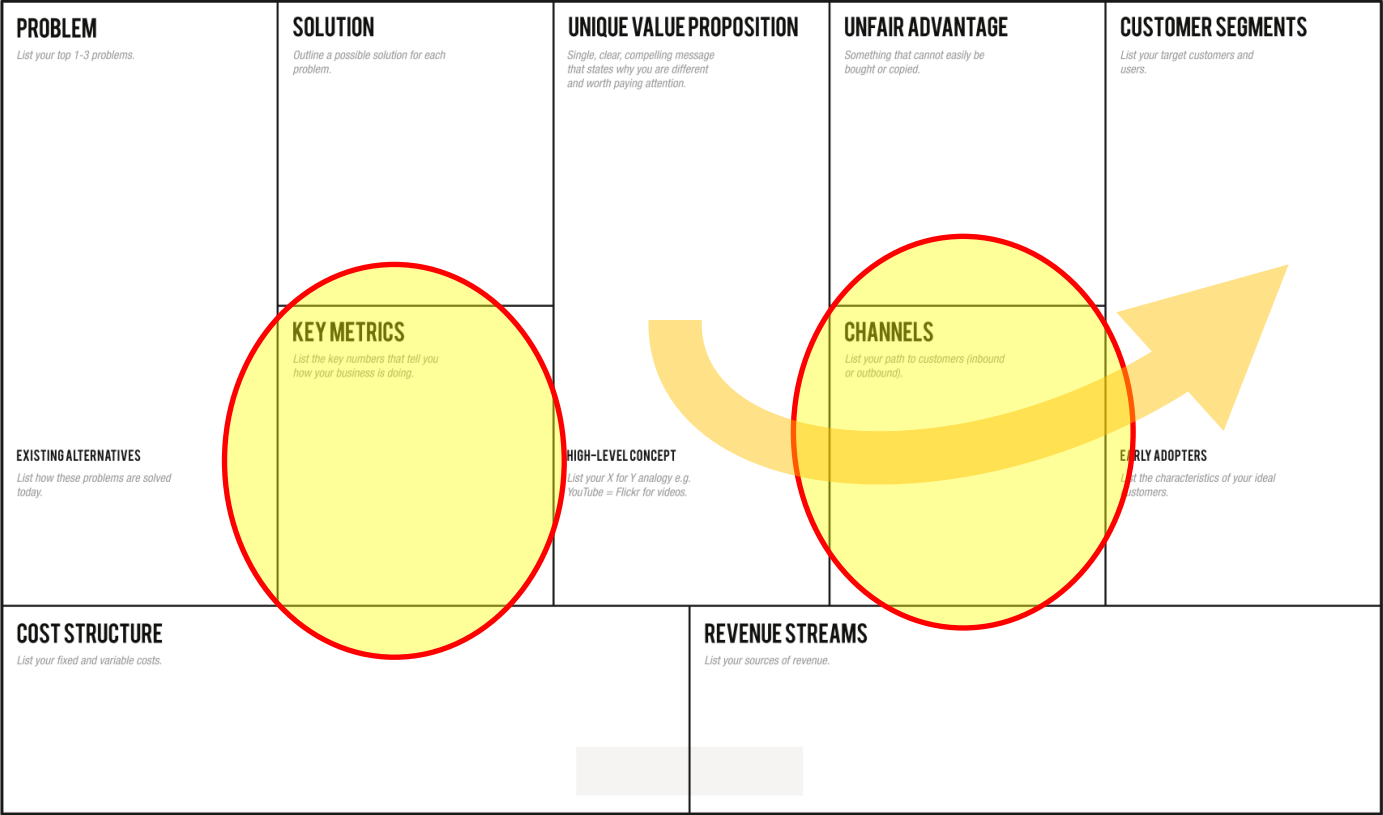 PROBLEM
List your top 1-3 problems.
EXISTING ALTERNATIVES
List how these problems are solved
today.
SOLUTION
Outline a possible solution for each
problem.
KEY METRICS
List the key numbers that tell you
how your business is doing.
UNIQUE VALUE PROPOSITION
Single, clear, compelling message
that states why you are different
and worth paying attention.
HIGH-LEVEL CONCEPT
List your X for Y analogy e.g.
YouTube = Flickr for videos.
UNFAIR ADVANTAGE
Something that cannot easily be
bought or copied.
CHANNELS
List your path to customers (inbound
or outbound).
CUSTOMER SEGMENTS
List your target customers and
users.
EARLY ADOPTERS
List the characteristics of your ideal
customers.
COST STRUCTURE
List your fixed and variable costs.
REVENUE STREAMS
List your sources of revenue.